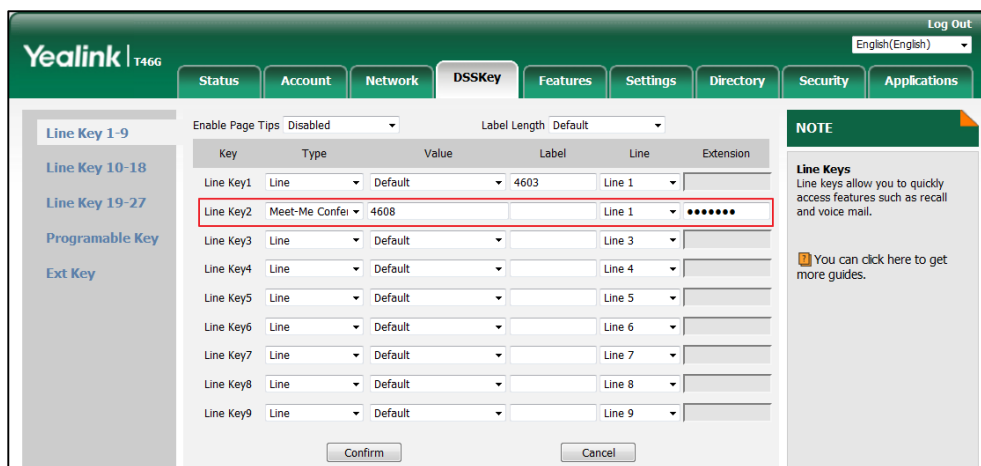 Log Out
Yealink T46G
English(English)
Status Account Network DSSKey Features Settings Directory Security Applications
Line Key 1-9
Line Key 10-18
Line Key 19-27
Programable Key
Ext Key
Enable Page Tips Disabled Label Length Default
Key Type Value Label Line Extension
Line Key1 Line Default 4603 Line 1
Line Key2 Meet-Me Confer 4608 Line 1 •••••••
Line Key3 Line Default Line 3
Line Key4 Line Default Line 4
Line Key5 Line Default Line 5
Line Key6 Line Default Line 6
Line Key7 Line Default Line 7
Line Key8 Line Default Line 8
Line Key9 Line Default Line 9
Confirm Cancel
NOTE
Line Keys
Line keys allow you to quickly
access features such as recall
and voice mail.
You can click here to get
more guides.